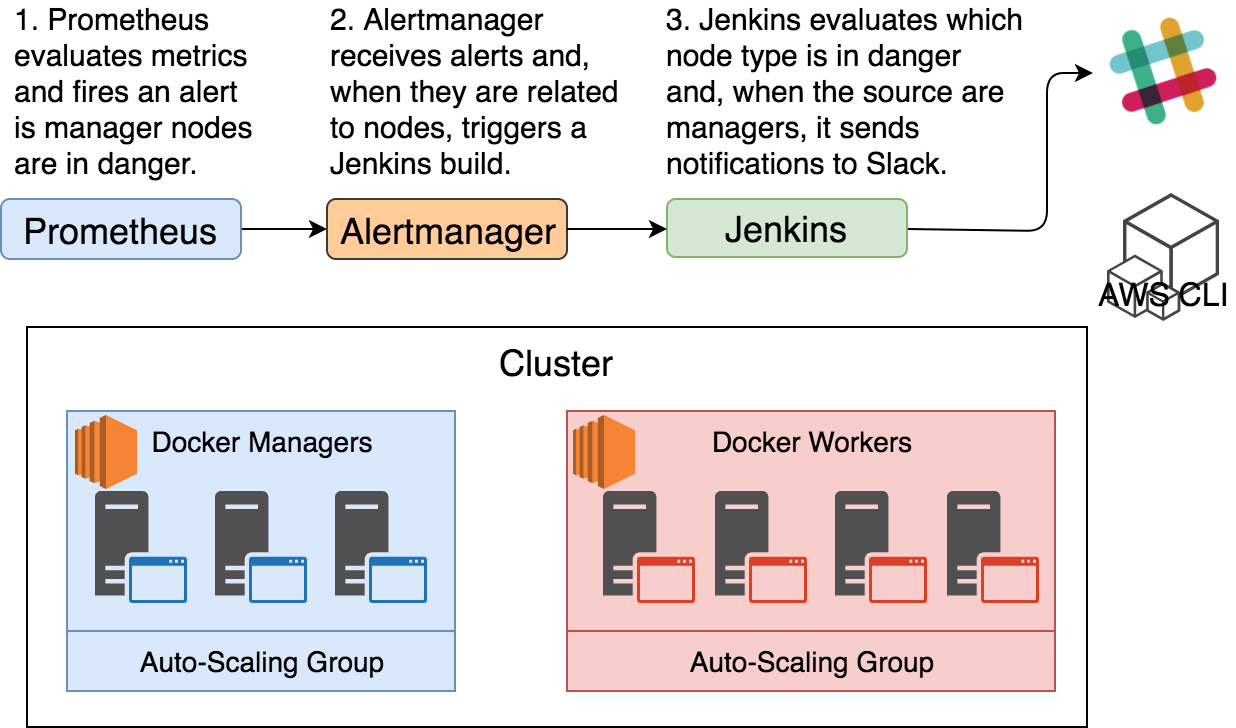 1. Prometheus
evaluates metrics
and fires an alert
is manager nodes
are in danger.
2. Alertmanager
receives alerts and,
when they are related
to nodes, triggers a
Jenkins build.
3. Jenkins evaluates which
node type is in danger
and, when the source are
managers, it sends
notifications to Slack.
Prometheus
Alertmanager
Jenkins
AWS CLI
Cluster
Docker Managers
Docker Workers
Auto-Scaling Group
Auto-Scaling Group